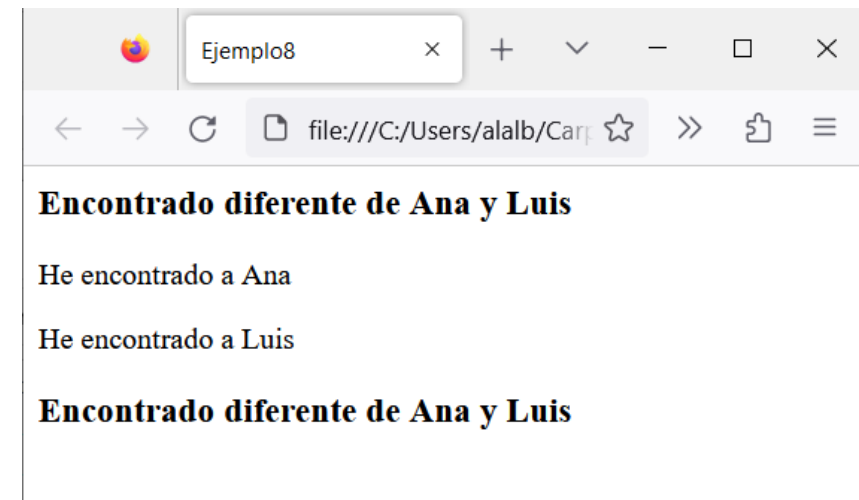 Ejemplo8
file:///C:/Users/alalb/Carp
Encontrado diferente de Ana y Luis
He encontrado a Ana
He encontrado a Luis
Encontrado diferente de Ana y Luis